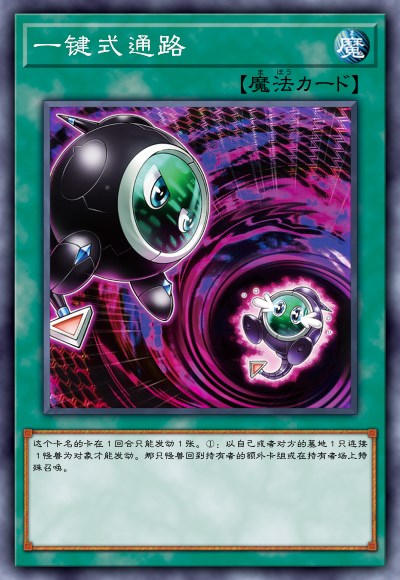 一键式通路
魔
【魔法カード】
这个卡名的卡在１回合只能发动１张。①：以自己或者对方的墓地１只连接
１怪兽为对象才能发动。那只怪兽回到持有者的额外卡组或在持有者场上特
殊召唤。